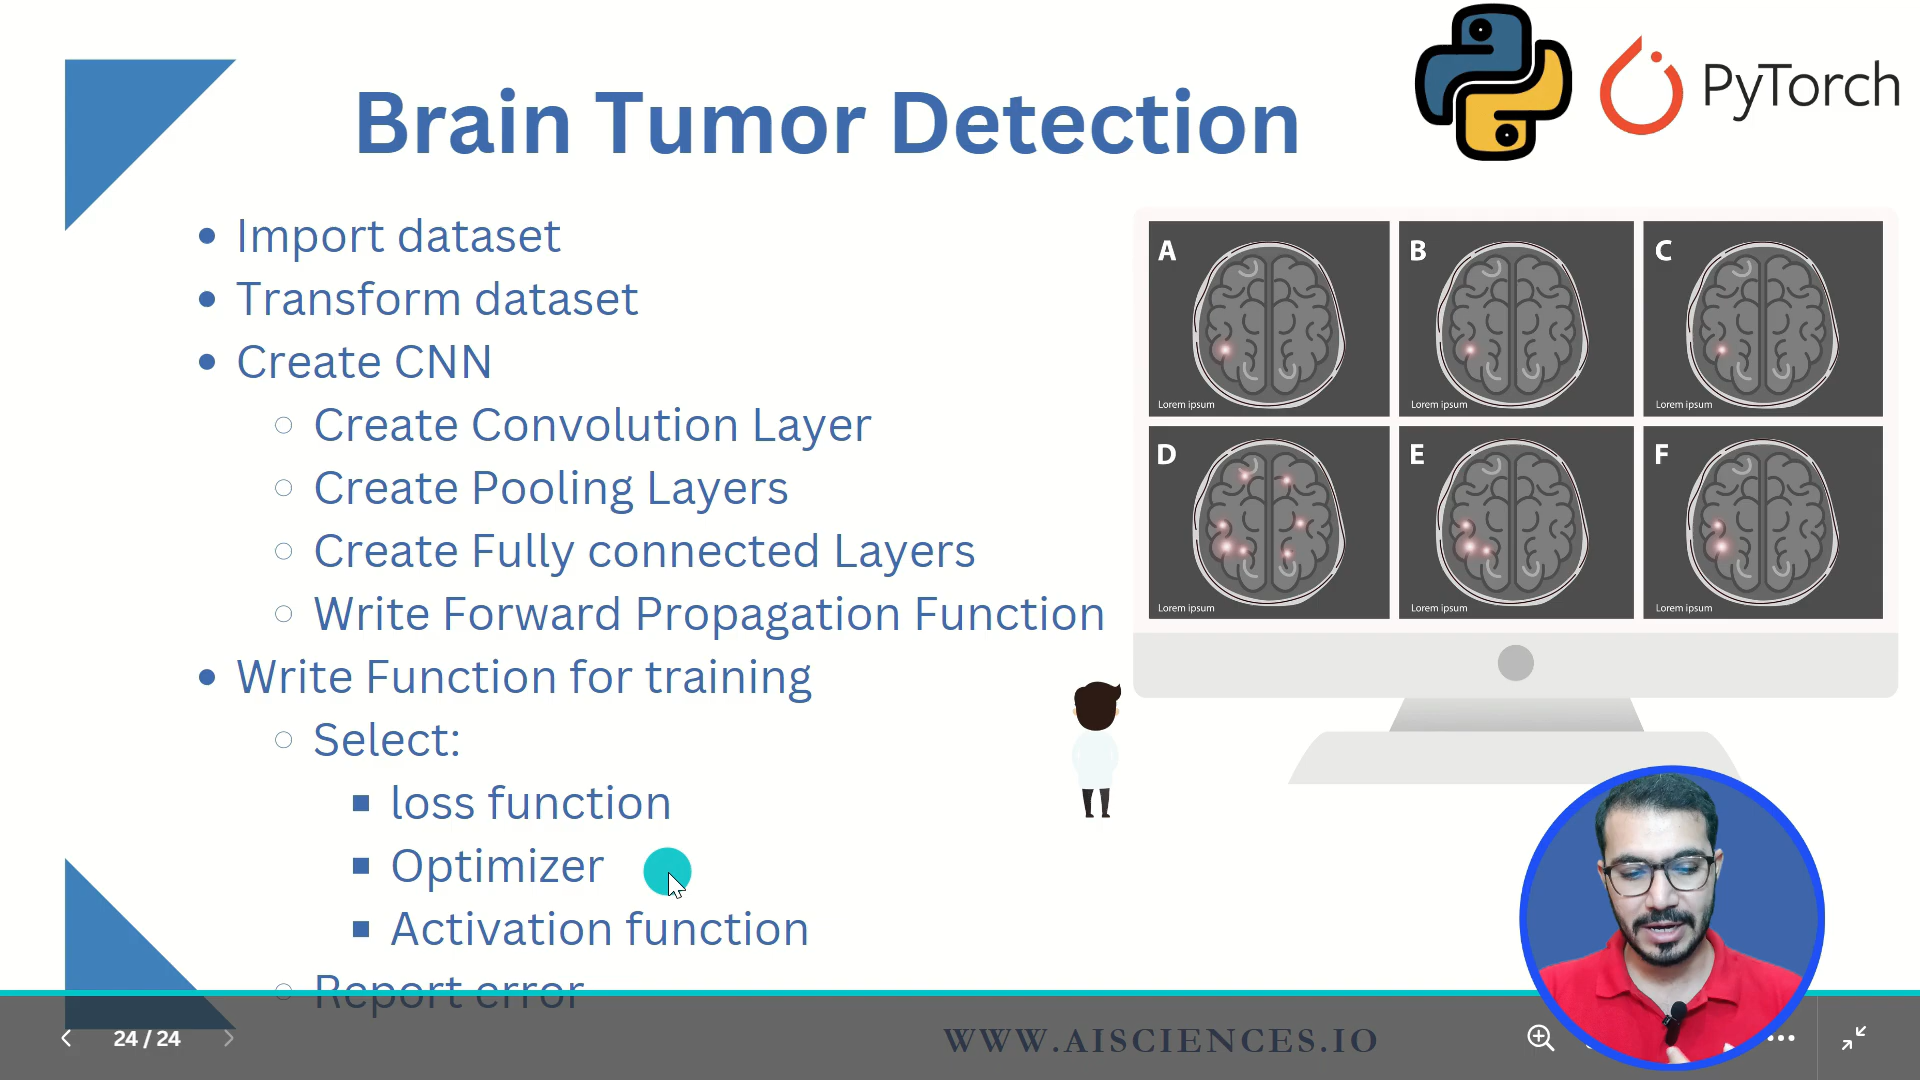 Brain Tumor Detection
PyTorch
Import dataset
Transform dataset
Create CNN
Create Convolution Layer
Create Pooling Layers
Create Fully connected Layers
Write Forward Propagation Function
Write Function for training
Select:
loss function
Optimizer
Activation function
Report error
A
Lorem ipsum
B
Lorem ipsum
C
Lorem ipsum
D
Lorem ipsum
E
Lorem ipsum
F
Lorem ipsum
24 / 24
WWW.AISCIENCES.IO